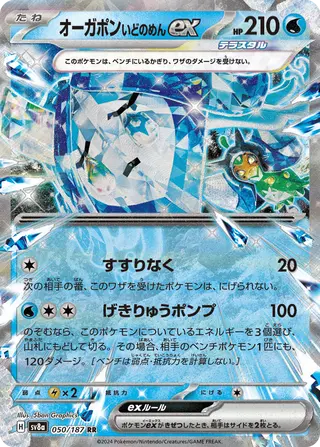 たね
オーガポン いどのめんex HP210
テラスタル
このポケモンは、ベンチにいるかぎり、ワザのダメージを受けない。
すすりなく 20
次の相手の番、このワザを受けたポケモンは、にげられない。
げきりゅうポンプ 100
のぞむなら、このポケモンについているエネルギーを3個選び、
山札にもどして切る。その場合、相手のベンチポケモン1匹にも、
120ダメージ。[ベンチは弱点・抵抗力を計算しない。]
弱点 ×2 抵抗力 にげる
exルール
ポケモンexがきぜつしたとき、相手はサイドを2枚とる。
Illus. 5ban Graphics
H sv8a 050/187 RR
©2024 Pokémon/Nintendo/Creatures/GAME FREAK.